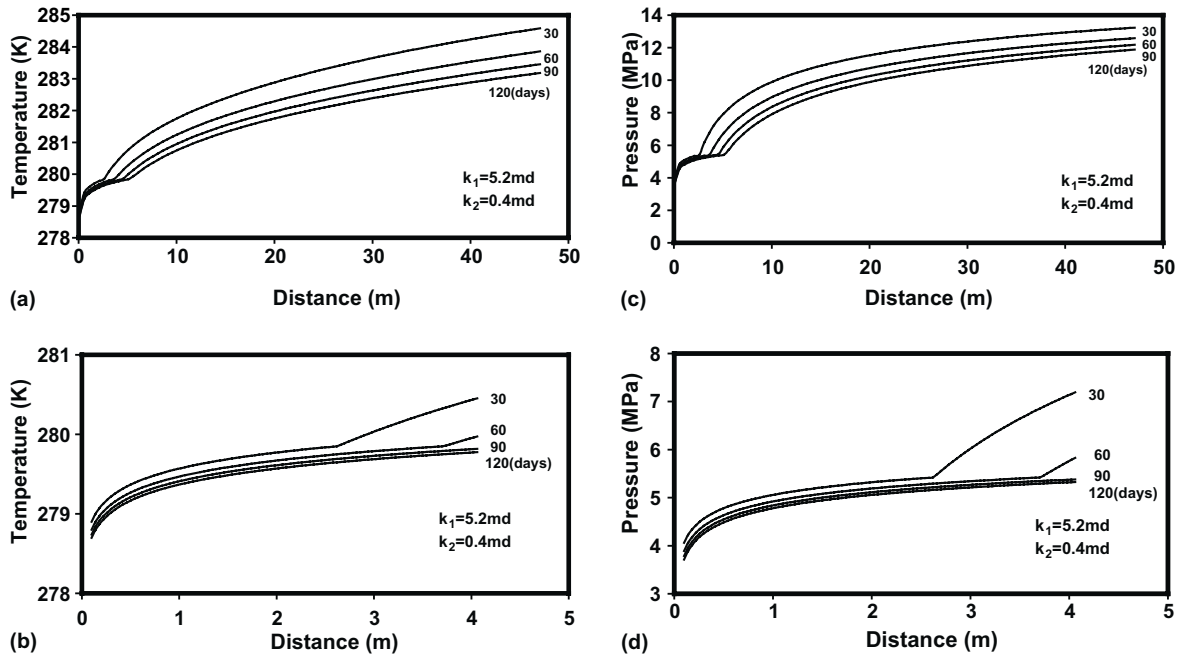 285
284
283
282
281
280
279
278
Temperature (K)
30
60
90
120(days)
k1=5.2md
k2=0.4md
0 10 20 30 40 50
(a) Distance (m)
14
12
10
8
6
4
2
0
Pressure (MPa)
30
60
90
120(days)
k1=5.2md
k2=0.4md
0 10 20 30 40 50
(c) Distance (m)
281
280
279
278
Temperature (K)
30
60
90
120(days)
k1=5.2md
k2=0.4md
0 1 2 3 4 5
(b) Distance (m)
8
7
6
5
4
3
Pressure (MPa)
30
60
90
120(days)
k1=5.2md
k2=0.4md
0 1 2 3 4 5
(d) Distance (m)